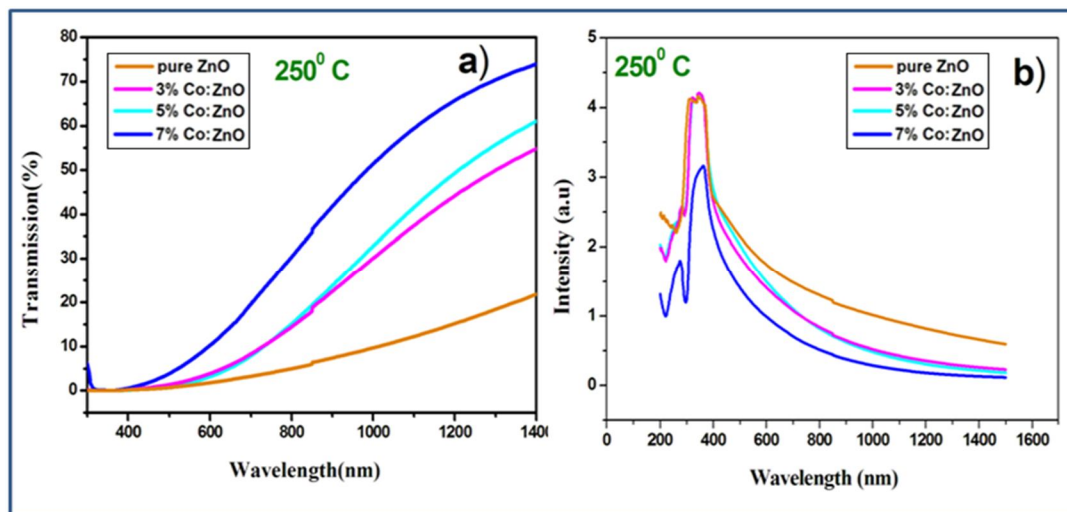 a)
250⁰ C
pure ZnO
3% Co:ZnO
5% Co:ZnO
7% Co:ZnO
Transmission(%)
80
70
60
50
40
30
20
10
0
400
600
800
1000
1200
1400
Wavelength(nm)
b)
250⁰ C
pure ZnO
3% Co:ZnO
5% Co:ZnO
7% Co:ZnO
Intensity (a.u)
5
4
3
2
1
0
0
200
400
600
800
1000
1200
1400
1600
Wavelength (nm)